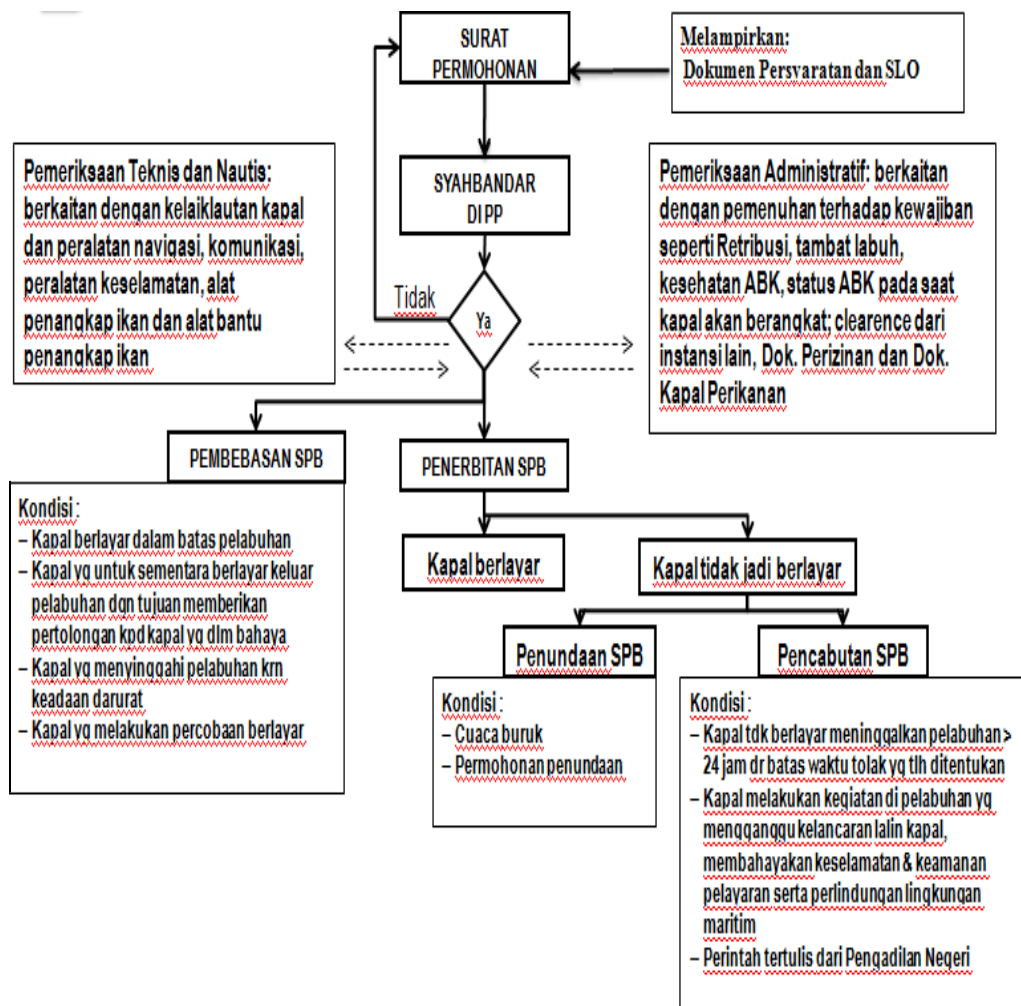 SURAT
PERMOHONAN
Melampirkan:
Dokumen Persyaratan dan SLO
Pemeriksaan Teknis dan Nautis:
berkaitan dengan kelaiklautan kapal
dan peralatan navigasi, komunikasi,
peralatan keselamatan, alat
penangkap ikan dan alat bantu
penangkap ikan
SYAHBANDAR
DI PP
Pemeriksaan Administratif: berkaitan
dengan pemenuhan terhadap kewajiban
seperti Retribusi, tambat labuh,
kesehatan ABK, status ABK pada saat
kapal akan berangkat; clearence dari
instansi lain, Dok. Perizinan dan Dok.
Kapal Perikanan
Tidak
Ya
PEMBEBASAN SPB
PENERBITAN SPB
Kondisi :
– Kapal berlayar dalam batas pelabuhan
– Kapal yg untuk sementara berlayar keluar
pelabuhan dgn tujuan memberikan
pertolongan kpd kapal yg dlm bahaya
– Kapal yg menyinggahi pelabuhan krn
keadaan darurat
– Kapal yg melakukan percobaan berlayar
Kapal berlayar
Kapal tidak jadi berlayar
Penundaan SPB
Pencabutan SPB
Kondisi :
– Cuaca buruk
– Permohonan penundaan
Kondisi :
– Kapal tdk berlayar meninggalkan pelabuhan >
24 jam dr batas waktu tolak yg tlh ditentukan
– Kapal melakukan kegiatan di pelabuhan yg
mengganggu kelancaran lalin kapal,
membahayakan keselamatan & keamanan
pelayaran serta perlindungan lingkungan
maritim
– Perintah tertulis dari Pengadilan Negeri